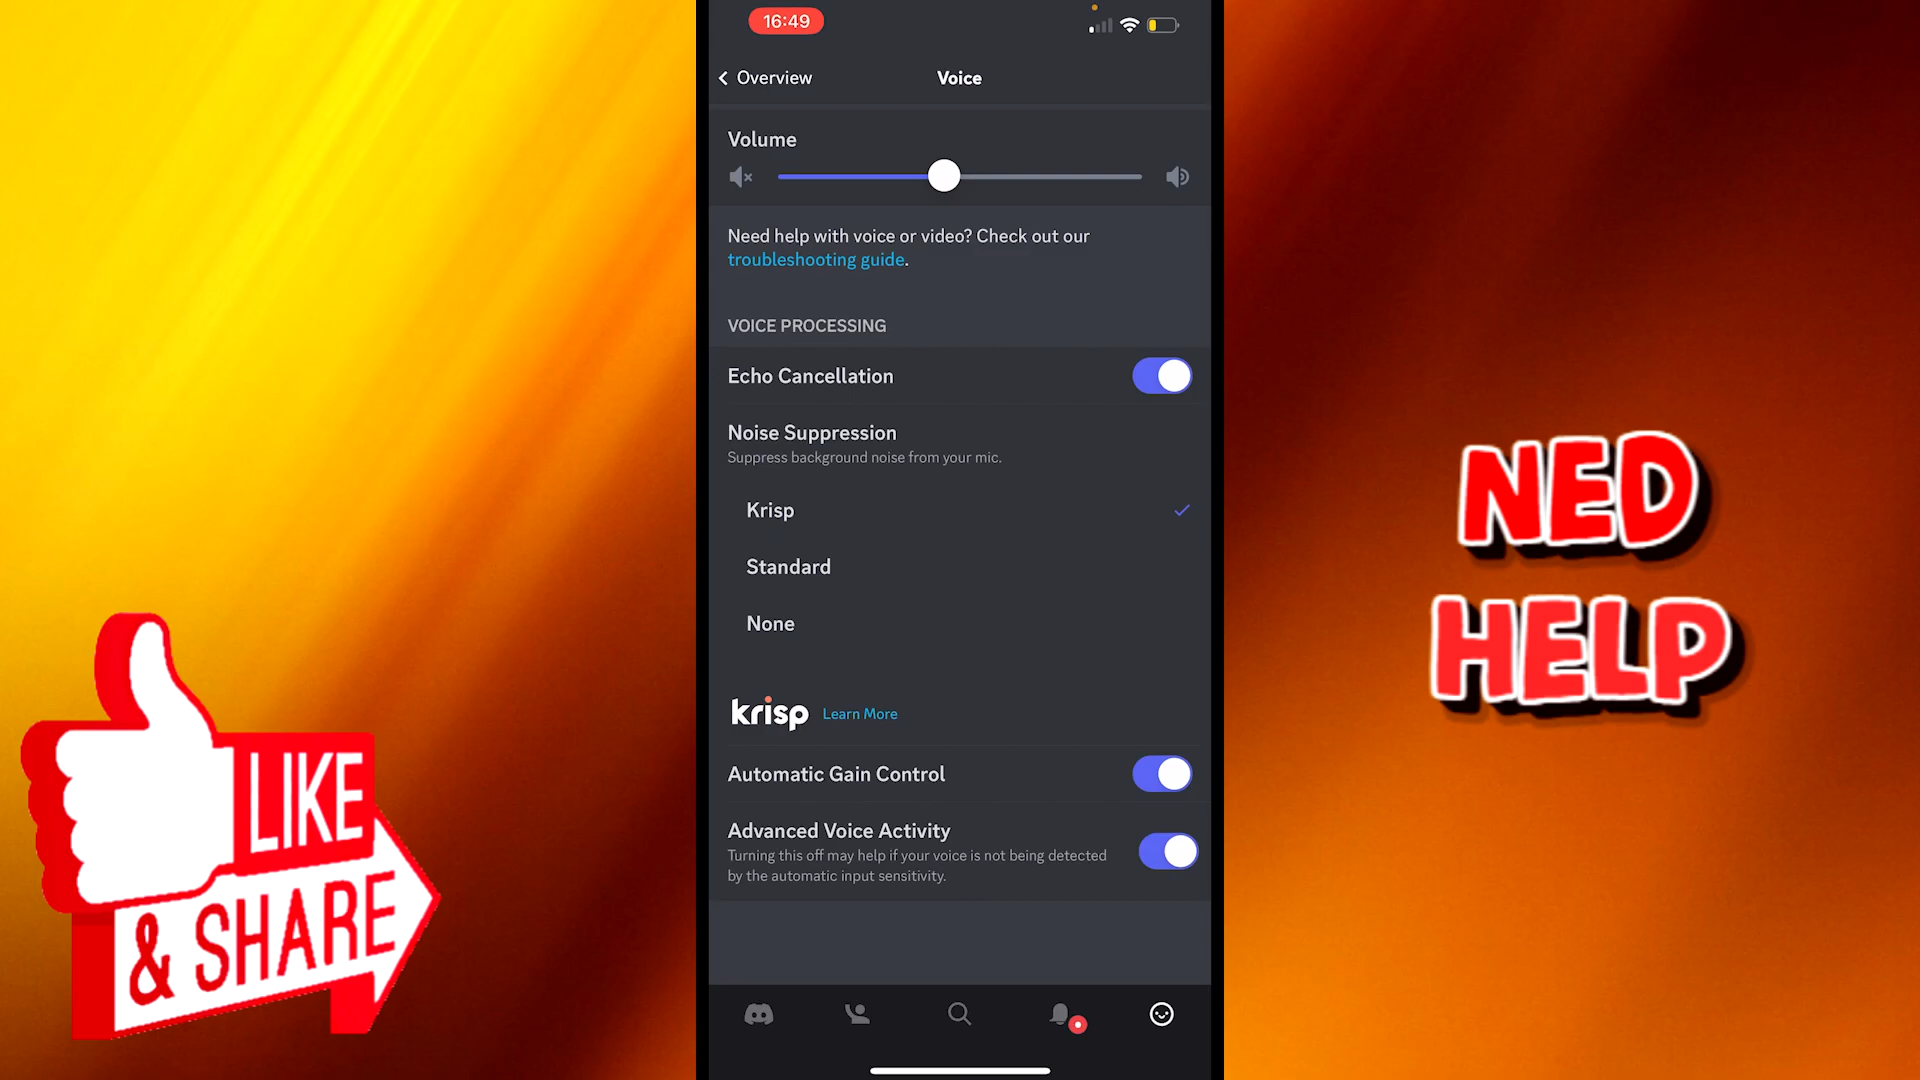 16:49
Overview
Voice
Volume
Need help with voice or video? Check out our
troubleshooting guide.
VOICE PROCESSING
Echo Cancellation
Noise Suppression
Suppress background noise from your mic.
Krisp
Standard
None
krisp Learn More
Automatic Gain Control
Advanced Voice Activity
Turning this off may help if your voice is not being detected
by the automatic input sensitivity.
LIKE
& SHARE
NED
HELP